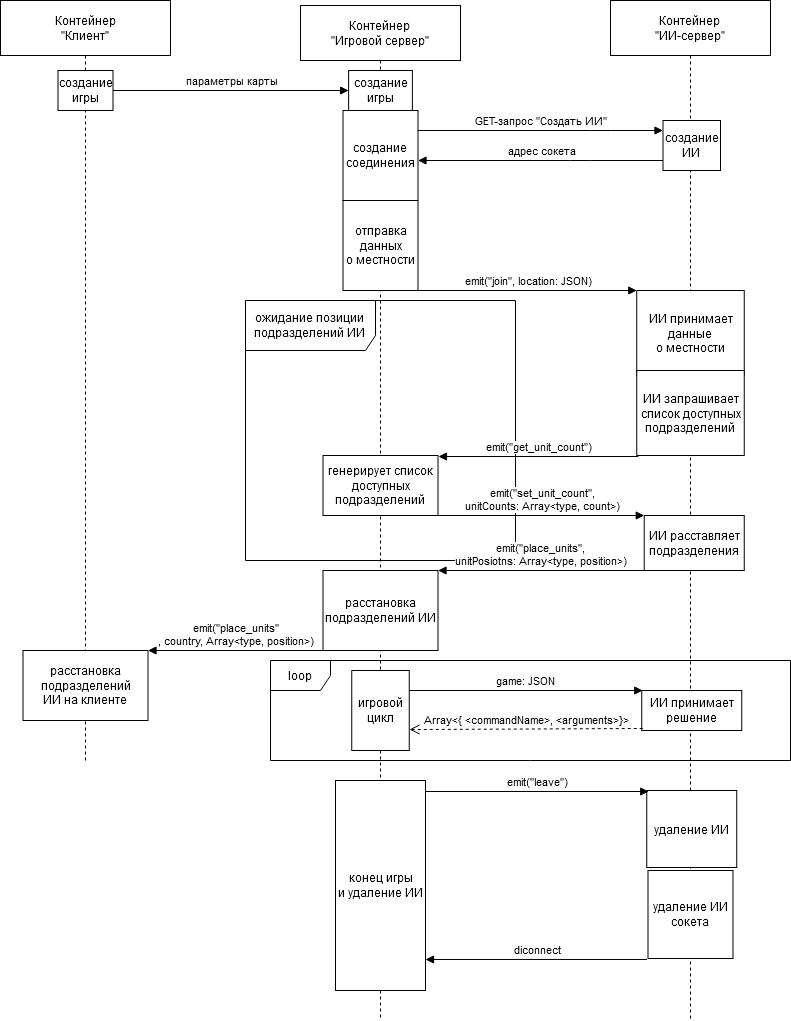 Контейнер
"Клиент"
Контейнер
"Игровой сервер"
Контейнер
"ИИ-сервер"
создание
игры
параметры карты
создание
игры
GET-запрос "Создать ИИ"
создание
ИИ
создание
соединения
адрес сокета
отправка
данных
о местности
emit("join", location: JSON)
ожидание позиции
подразделений ИИ
ИИ принимает
данные
о местности
ИИ запрашивает
список доступных
подразделений
emit("get_unit_count")
генерирует список
доступных
подразделений
emit("set_unit_count",
unitCounts: Array<type, count>)
ИИ расставляет
подразделения
emit("place_units",
unitPosiotns: Array<type, position>)
расстановка
подразделений ИИ
emit("place_units"
, country, Array<type, position>)
расстановка
подразделений
ИИ на клиенте
loop
игровой
цикл
game: JSON
ИИ принимает
решение
Array<{ <commandName>, <arguments>}>
emit("leave")
удаление ИИ
конец игры
и удаление ИИ
удаление ИИ
сокета
diconnect